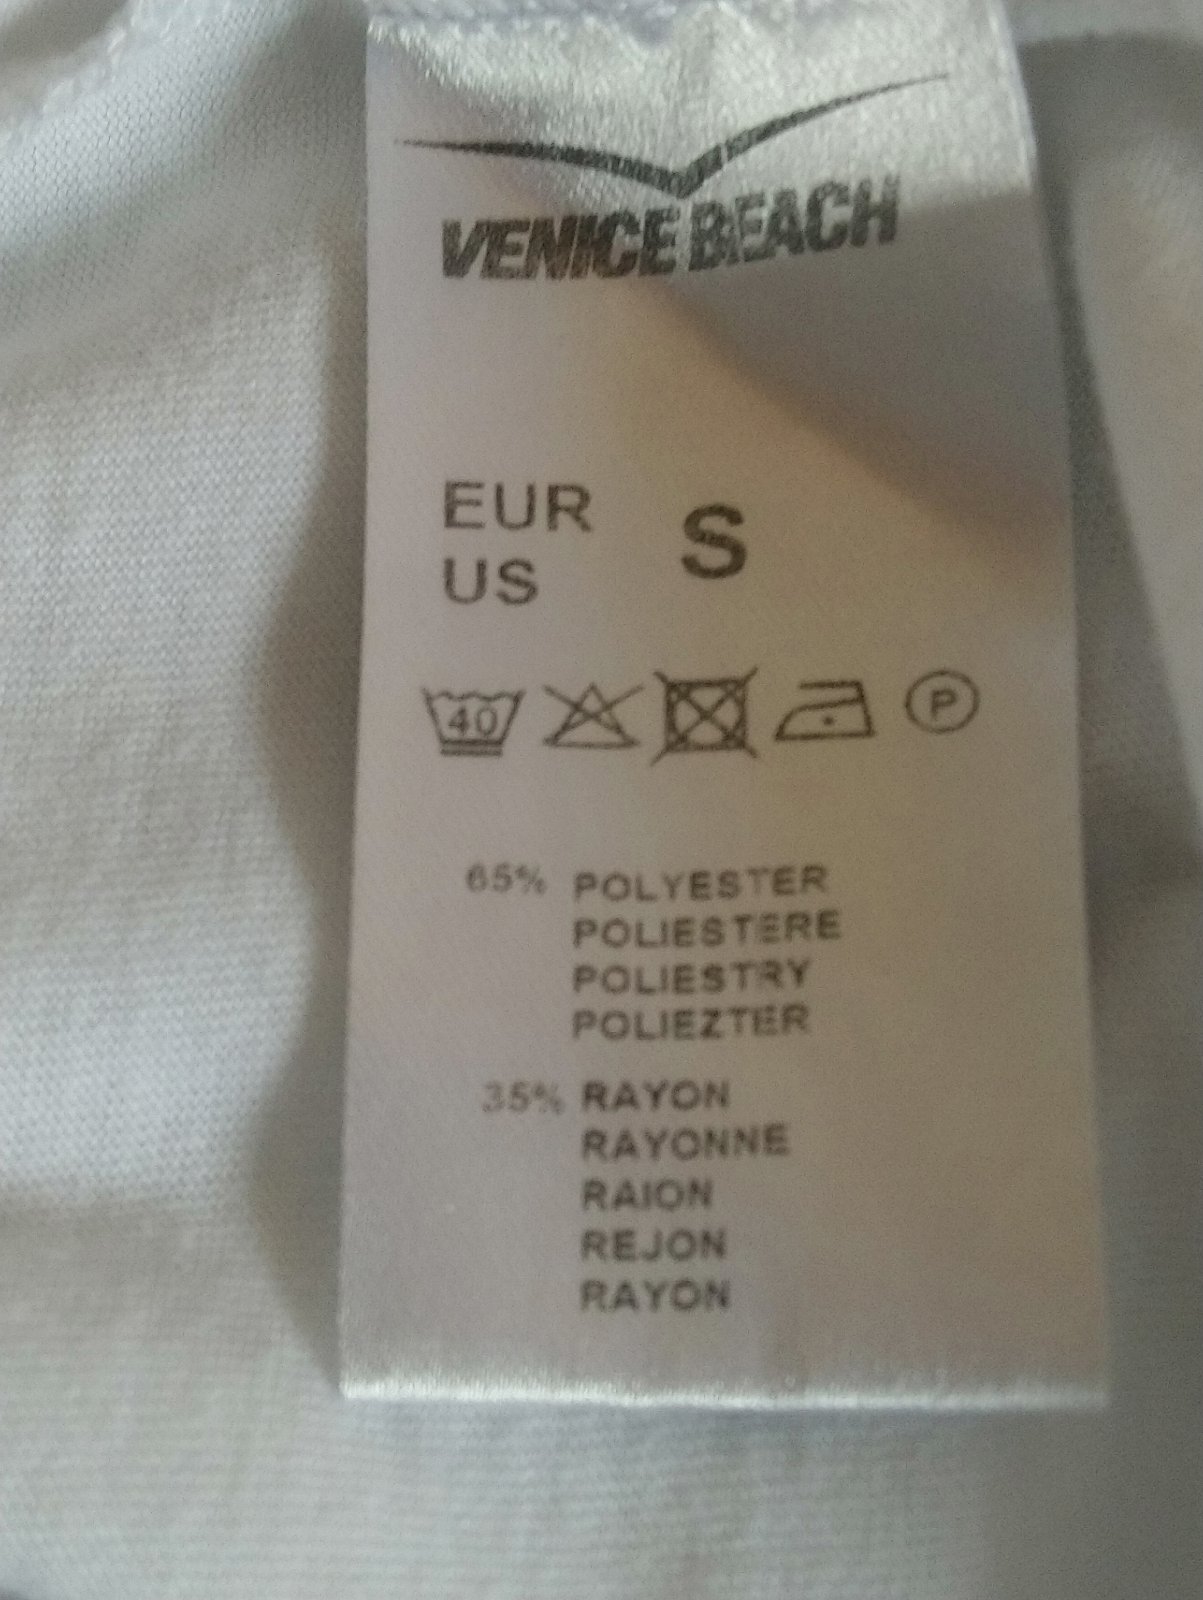 VENICE BEACH
EUR
US
S
40
P
65% POLYESTER
POLIESTERE
POLIESTRY
POLIEZTER
35% RAYON
RAYONNE
RAION
REJON
RAYON